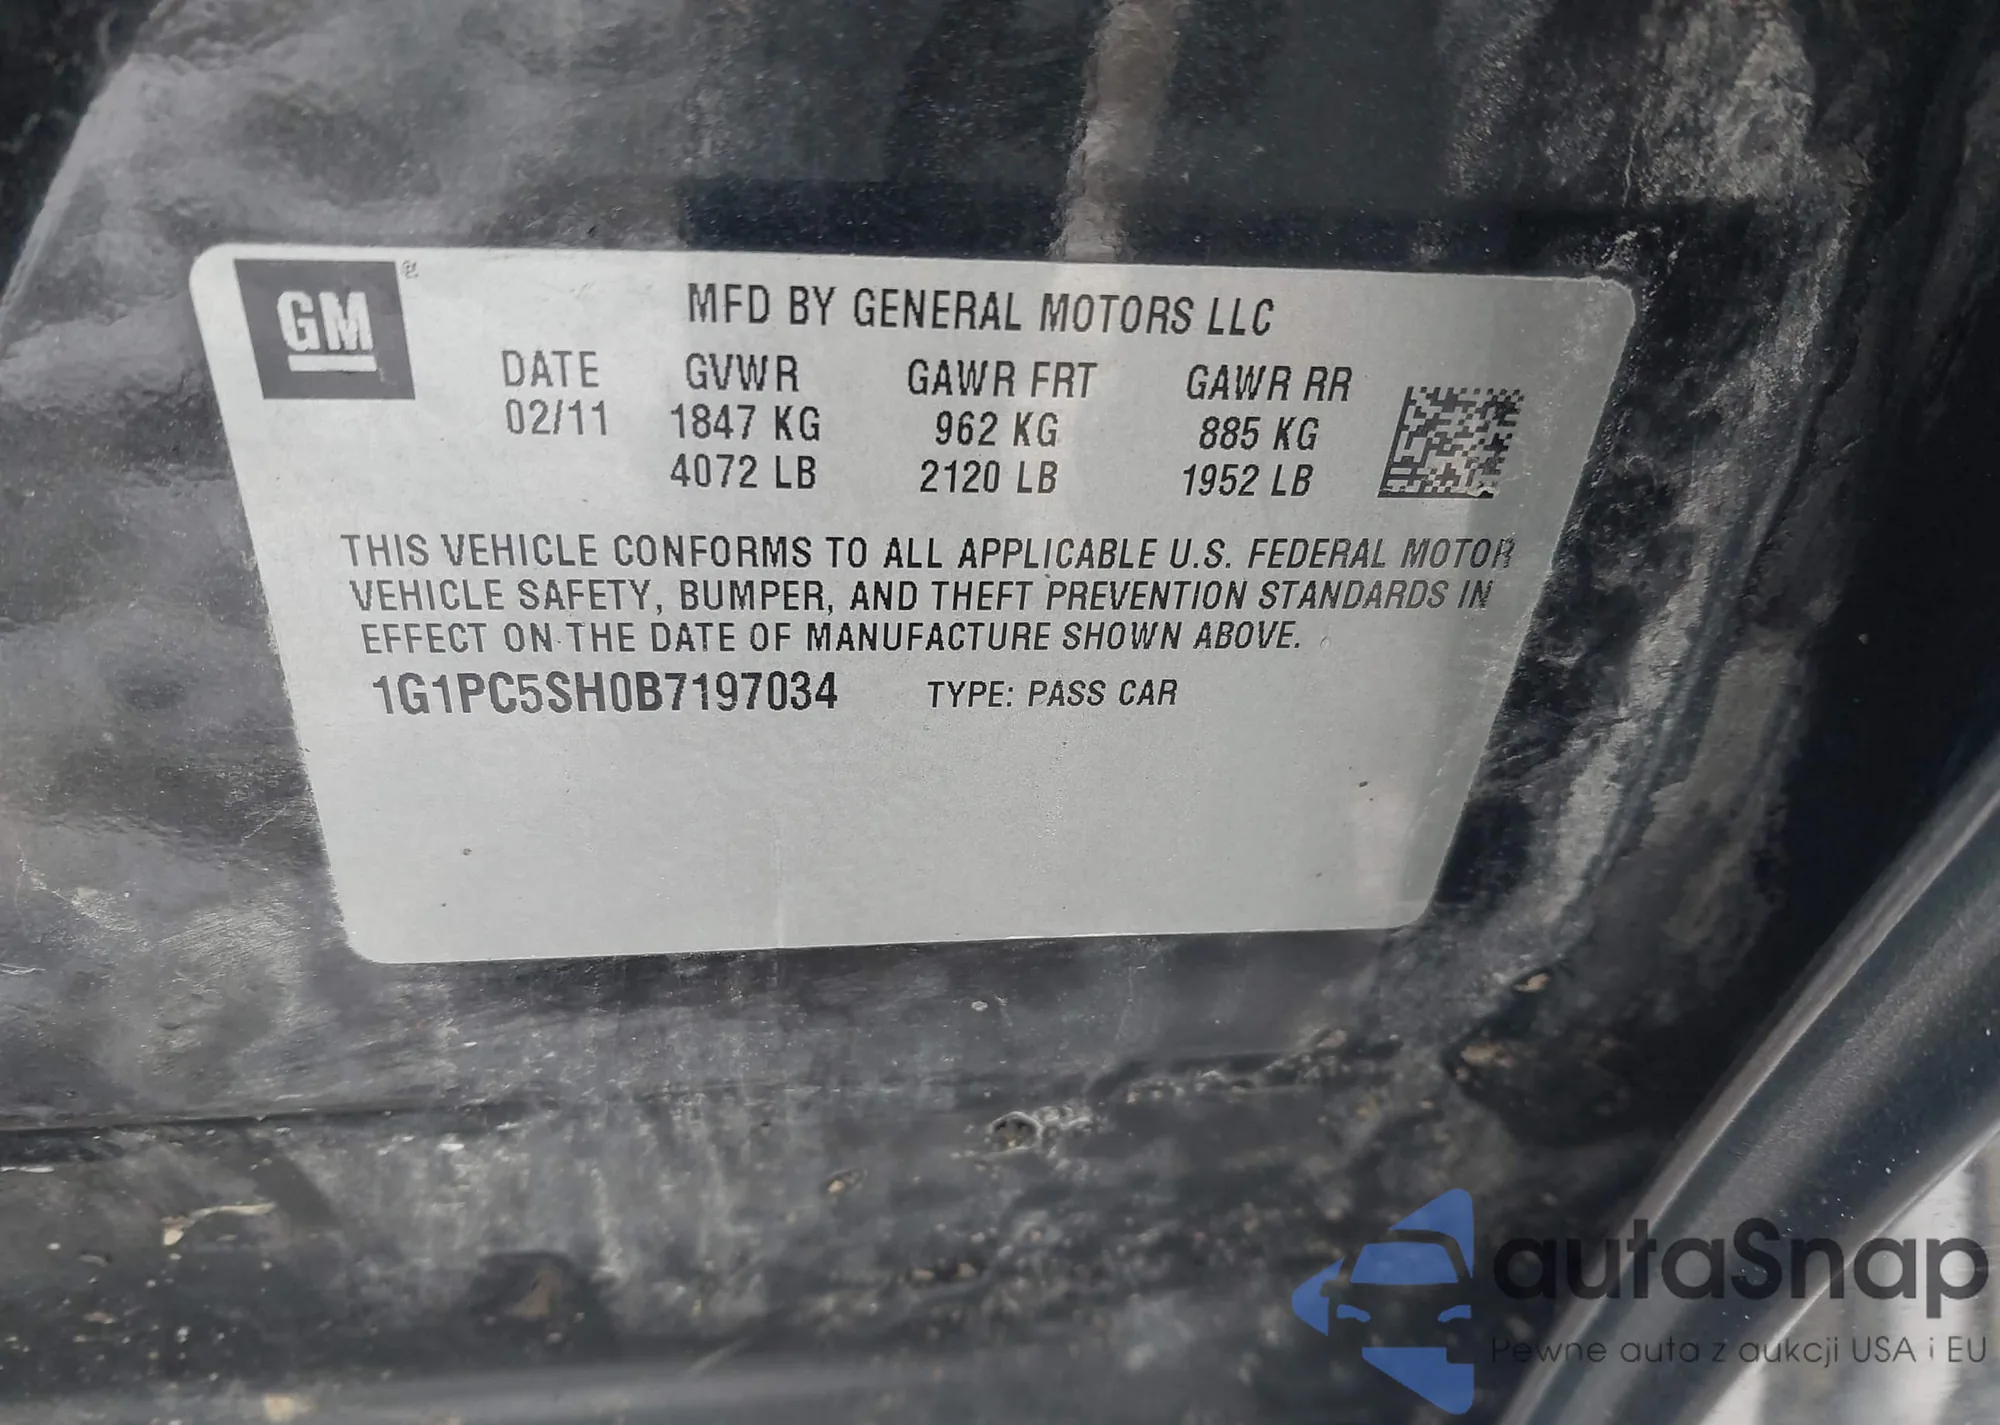 GM
MFD BY GENERAL MOTORS LLC
DATE GVWR GAWR FRT GAWR RR
02/11 1847 KG 962 KG 885 KG
4072 LB 2120 LB 1952 LB
THIS VEHICLE CONFORMS TO ALL APPLICABLE U.S. FEDERAL MOTOR
VEHICLE SAFETY, BUMPER, AND THEFT PREVENTION STANDARDS IN
EFFECT ON THE DATE OF MANUFACTURE SHOWN ABOVE.
1G1PC5SH0B7197034 TYPE: PASS CAR
autaSnap
Pewne auta z aukcji USA i EU